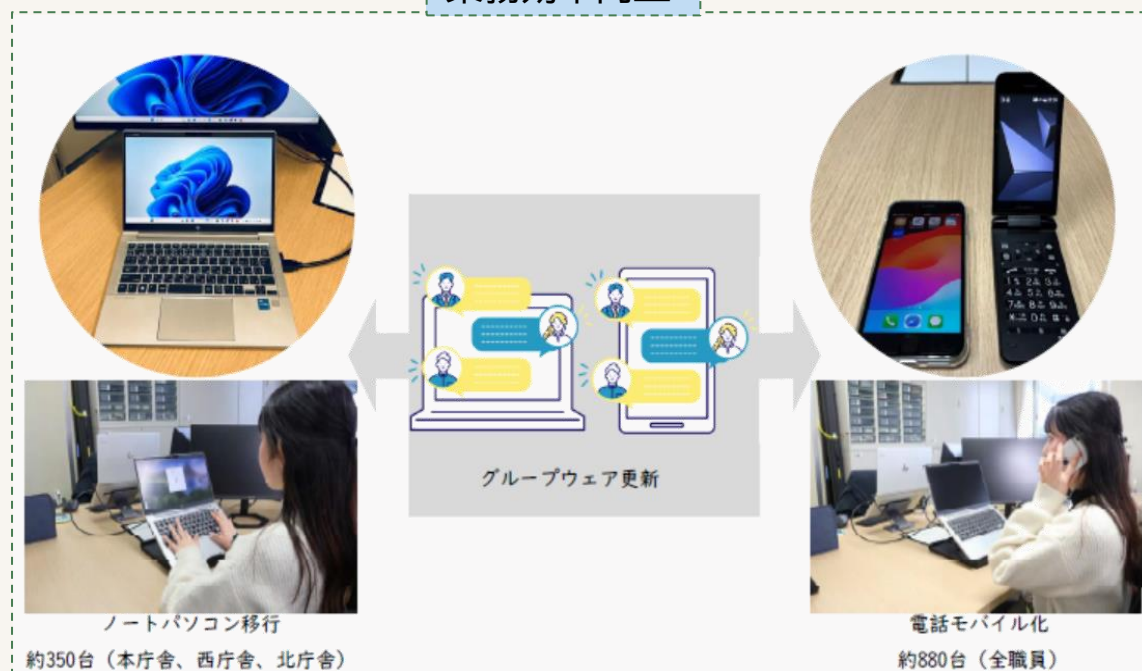 グループウェア更新
ノートパソコン移行
約350台（本庁舎、西庁舎、北庁舎）
電話モバイル化
約880台（全職員）